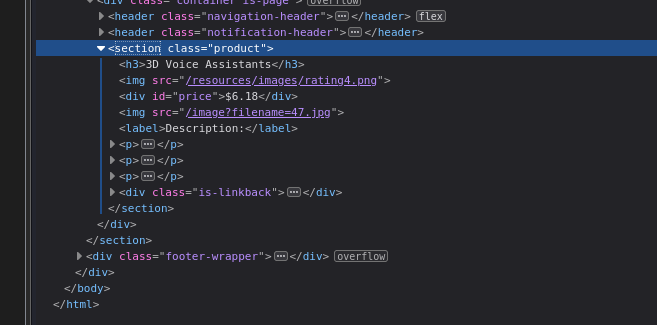 <div class="container is-page"> overflow
<header class="navigation-header"> ··· </header> flex
<header class="notification-header"> ··· </header>
<section class="product">
<h3>3D Voice Assistants</h3>
<img src="/resources/images/rating4.png">
<div id="price">$6.18</div>
<img src="/image?filename=47.jpg">
<label>Description:</label>
<p> ··· </p>
<p> ··· </p>
<p> ··· </p>
<div class="is-linkback"> ··· </div>
</section>
</div>
</section>
<div class="footer-wrapper"> ··· </div> overflow
</div>
</body>
</html>